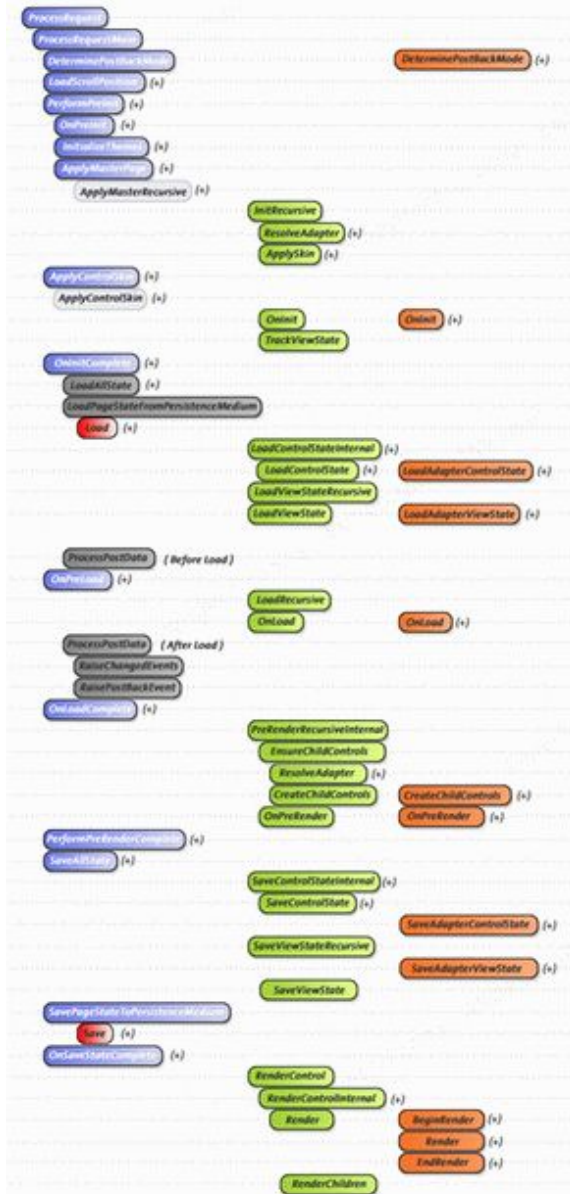 ProcessRequest
ProcessRequestMain
DeterminePostBackMode DeterminePostBackMode (+)
LoadScrollPosition (+)
PerformPreInit (+)
OnPreInit (+)
InitializeThemes (+)
ApplyMasterPage (+)
ApplyMasterRecursive (+)
InitRecursive
ResolveAdapter (+)
ApplySkin (+)
ApplyControlSkin (+)
ApplyControlSkin (+)
OnInit OnInit (+)
TrackViewState
OnInitComplete (+)
LoadAllState (+)
LoadPageStateFromPersistenceMedium
Load (+)
LoadControlStateInternal (+)
LoadControlState (+) LoadAdapterControlState (+)
LoadViewStateRecursive
LoadViewState LoadAdapterViewState (+)
ProcessPostData ( Before Load )
OnPreLoad (+)
LoadRecursive
OnLoad OnLoad (+)
ProcessPostData ( After Load )
RaiseChangedEvents
RaisePostBackEvent
OnLoadComplete (+)
PreRenderRecursiveInternal
EnsureChildControls
ResolveAdapter (+)
CreateChildControls CreateChildControls (+)
OnPreRender OnPreRender (+)
PerformPreRenderComplete (+)
SaveAllState (+)
SaveControlStateInternal (+)
SaveControlState (+)
SaveAdapterControlState (+)
SaveViewStateRecursive
SaveAdapterViewState (+)
SaveViewState
SavePageStateToPersistenceMedium
Save (+)
OnSaveStateComplete (+)
RenderControl
RenderControlInternal (+)
Render BeginRender (+)
Render (+)
EndRender (+)
RenderChildren